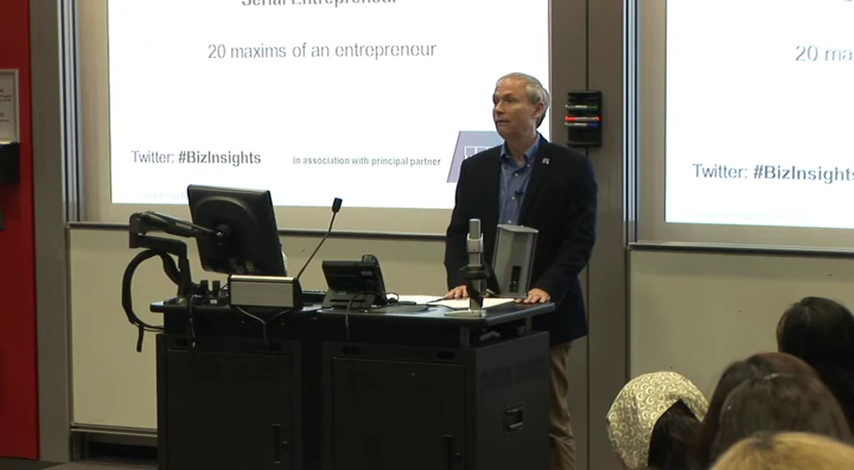 Serial Entrepreneur
20 maxims of an entrepreneur
Twitter: #BizInsights
in association with principal partner
20 ma
Twitter: #BizInsights